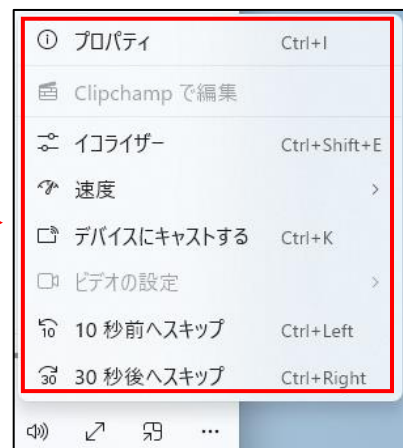 プロパティ Ctrl+I
Clipchamp で編集
イコライザー Ctrl+Shift+E
速度
デバイスにキャストする Ctrl+K
ビデオの設定
10 秒前へスキップ Ctrl+Left
30 秒後へスキップ Ctrl+Right